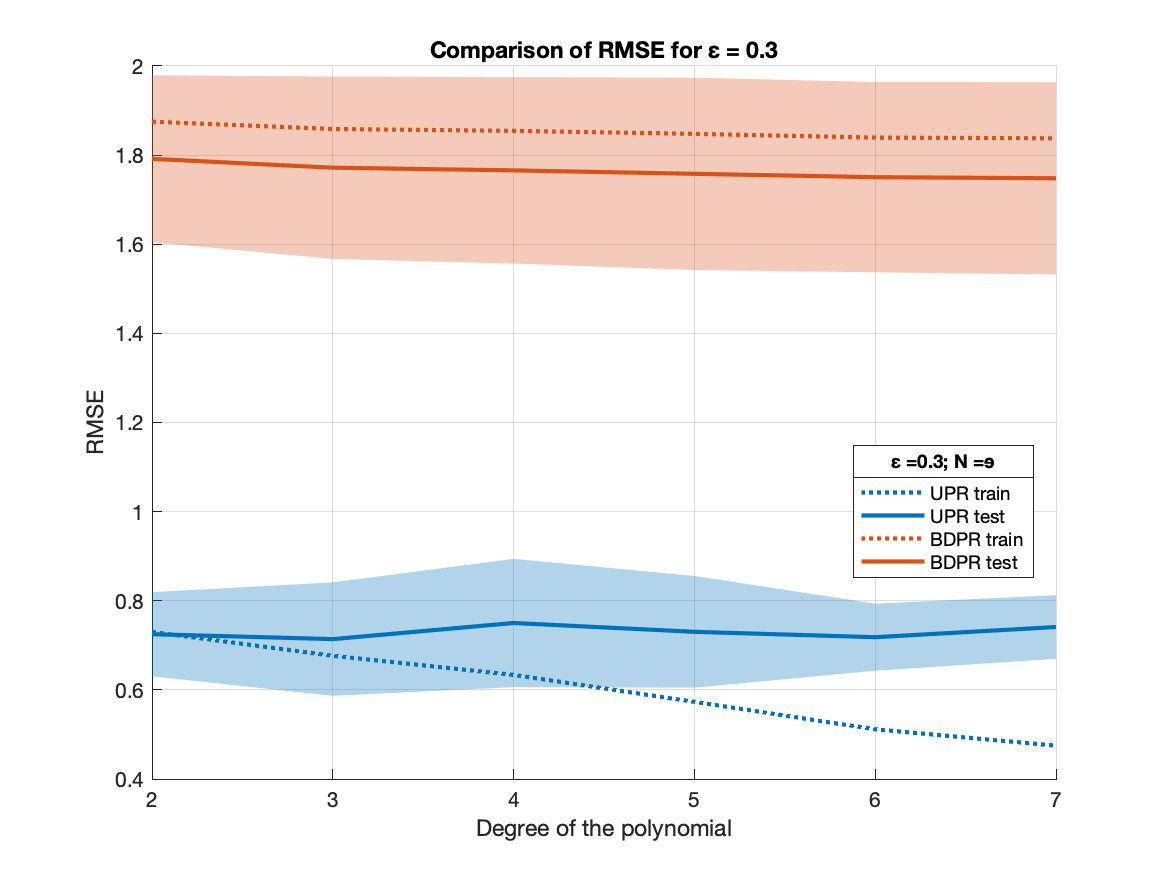 Comparison of RMSE for ε = 0.3
2
1.8
1.6
1.4
1.2
1
0.8
0.6
0.4
RMSE
ε =0.3; N =ɘ
UPR train
UPR test
BDPR train
BDPR test
2 3 4 5 6 7
Degree of the polynomial